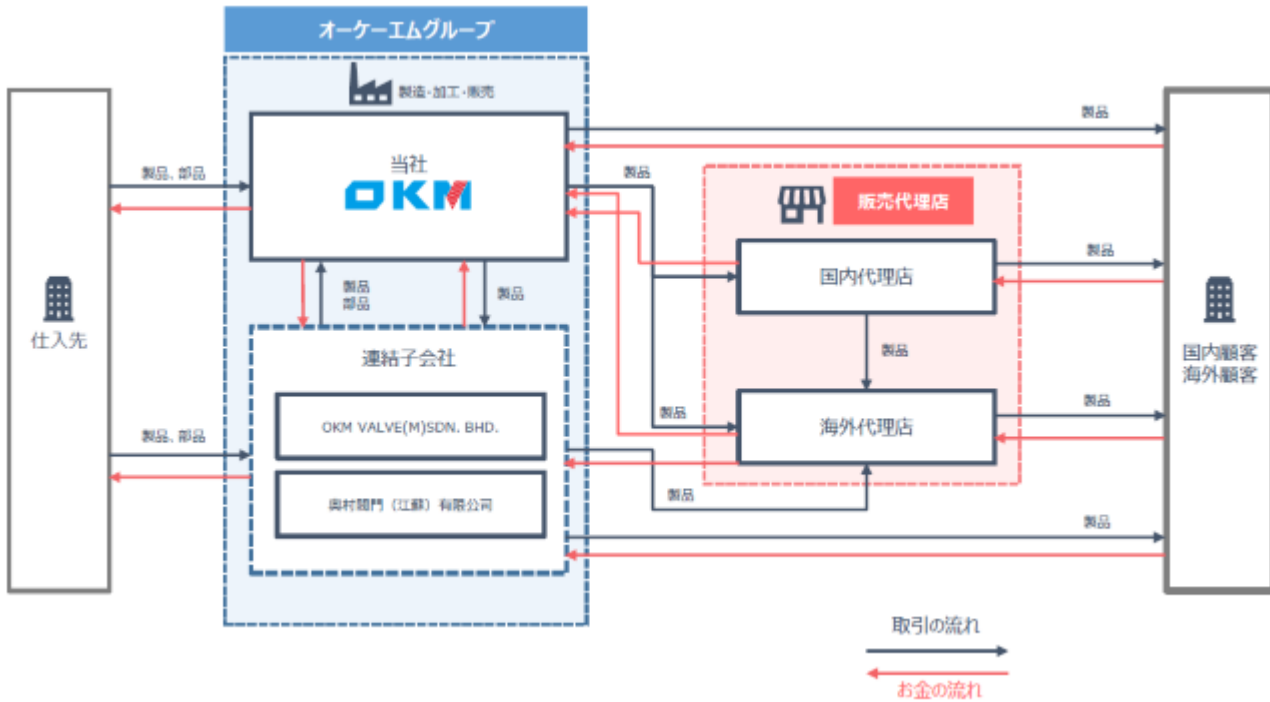 オーケーエムグループ
製造・加工・販売
当社
OKM
製品、部品
製品
製品
販売代理店
国内代理店
製品
製品
部品
製品
仕入先
連結子会社
製品
国内顧客
海外顧客
OKM VALVE(M)SDN. BHD.
製品
海外代理店
製品
製品、部品
奥村閥門（江蘇）有限公司
製品
製品
取引の流れ
お金の流れ